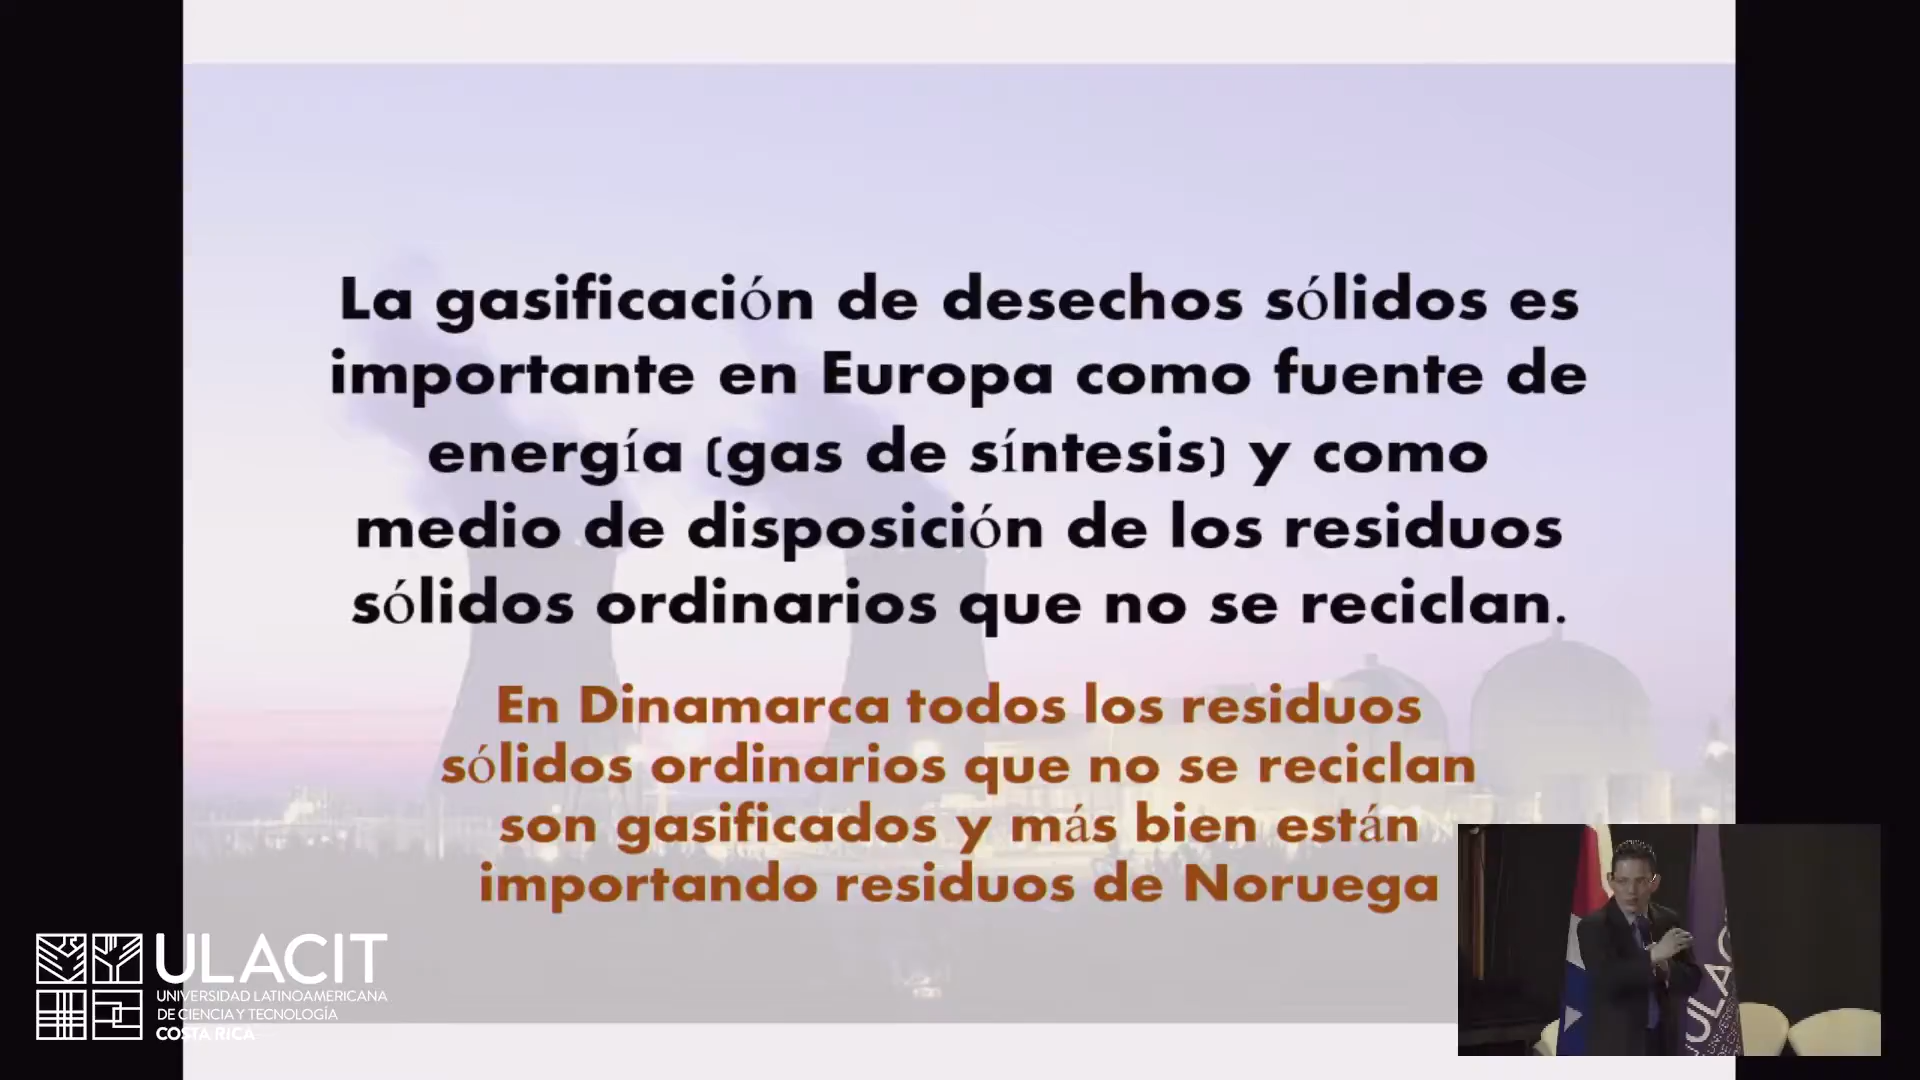 La gasificación de desechos sólidos es
importante en Europa como fuente de
energía (gas de síntesis) y como
medio de disposición de los residuos
sólidos ordinarios que no se reciclan.
En Dinamarca todos los residuos
sólidos ordinarios que no se reciclan
son gasificados y más bien están
importando residuos de Noruega
ULACIT
UNIVERSIDAD LATINOAMERICANA
DE CIENCIA Y TECNOLOGÍA
COSTA RICA